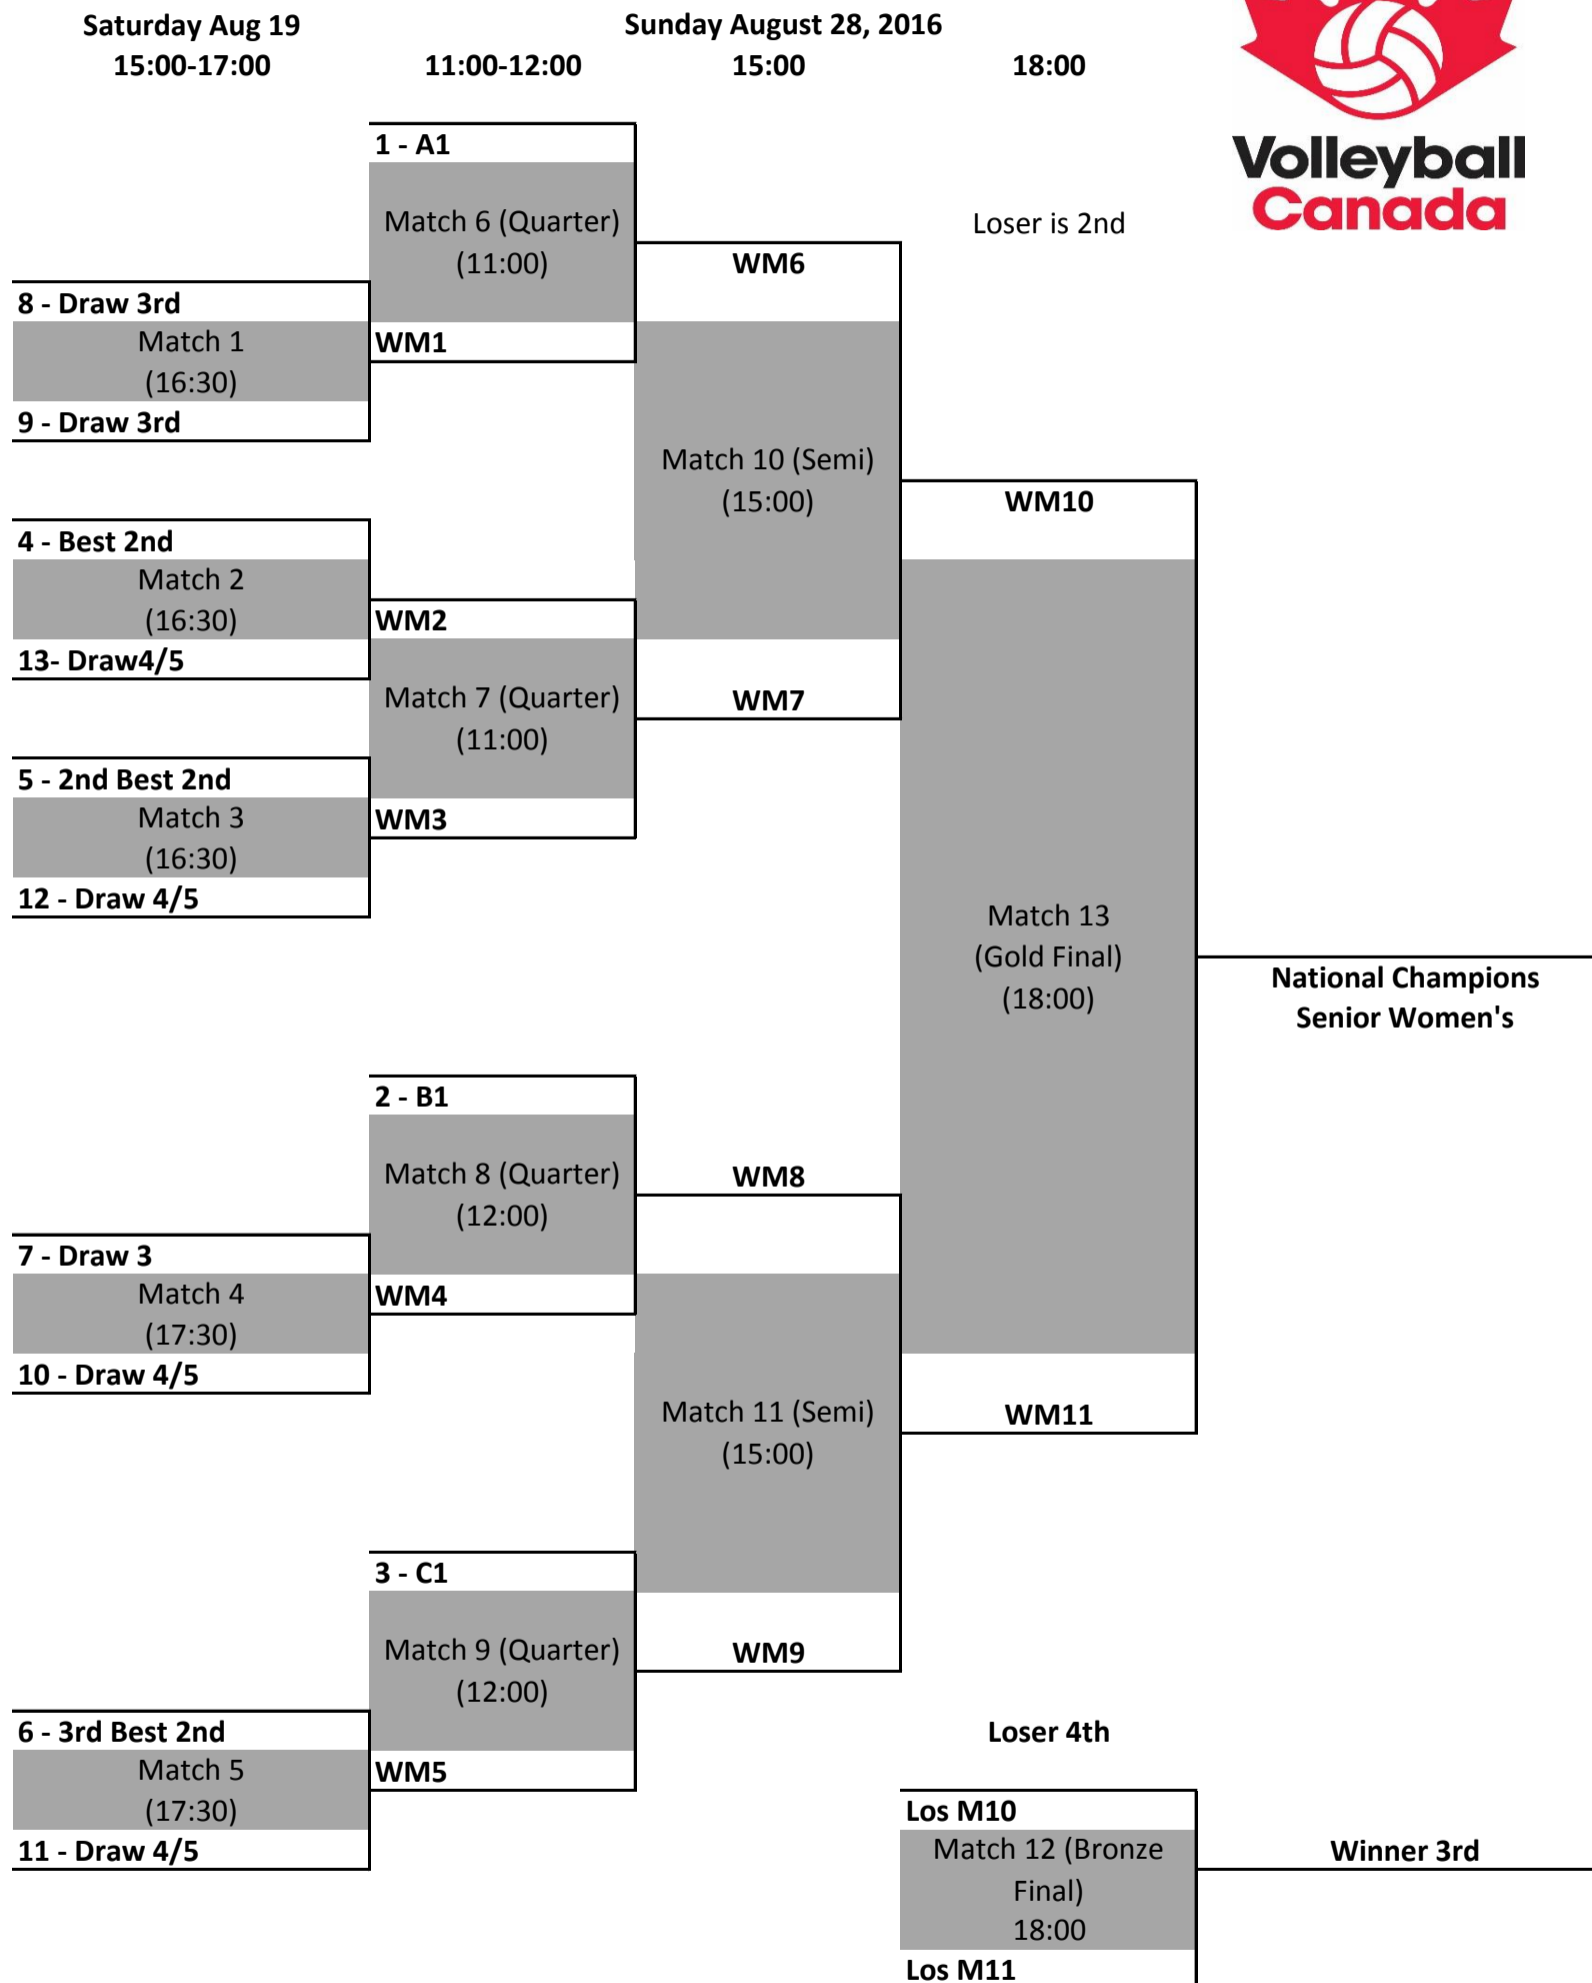 Saturday Aug 19
Sunday August 28, 2016
15:00-17:00
11:00-12:00
15:00
18:00
Volleyball
Canada
1 - A1
Match 6 (Quarter)
(11:00)
WM1
Loser is 2nd
WM6
8 - Draw 3rd
Match 1
(16:30)
9 - Draw 3rd
Match 10 (Semi)
(15:00)
WM10
4 - Best 2nd
Match 2
(16:30)
13- Draw4/5
WM2
Match 7 (Quarter)
(11:00)
WM3
WM7
5 - 2nd Best 2nd
Match 3
(16:30)
12 - Draw 4/5
Match 13
(Gold Final)
(18:00)
National Champions
Senior Women's
2 - B1
Match 8 (Quarter)
(12:00)
WM4
WM8
7 - Draw 3
Match 4
(17:30)
10 - Draw 4/5
Match 11 (Semi)
(15:00)
WM11
3 - C1
Match 9 (Quarter)
(12:00)
WM5
WM9
6 - 3rd Best 2nd
Match 5
(17:30)
11 - Draw 4/5
Loser 4th
Los M10
Match 12 (Bronze
Final)
18:00
Los M11
Winner 3rd